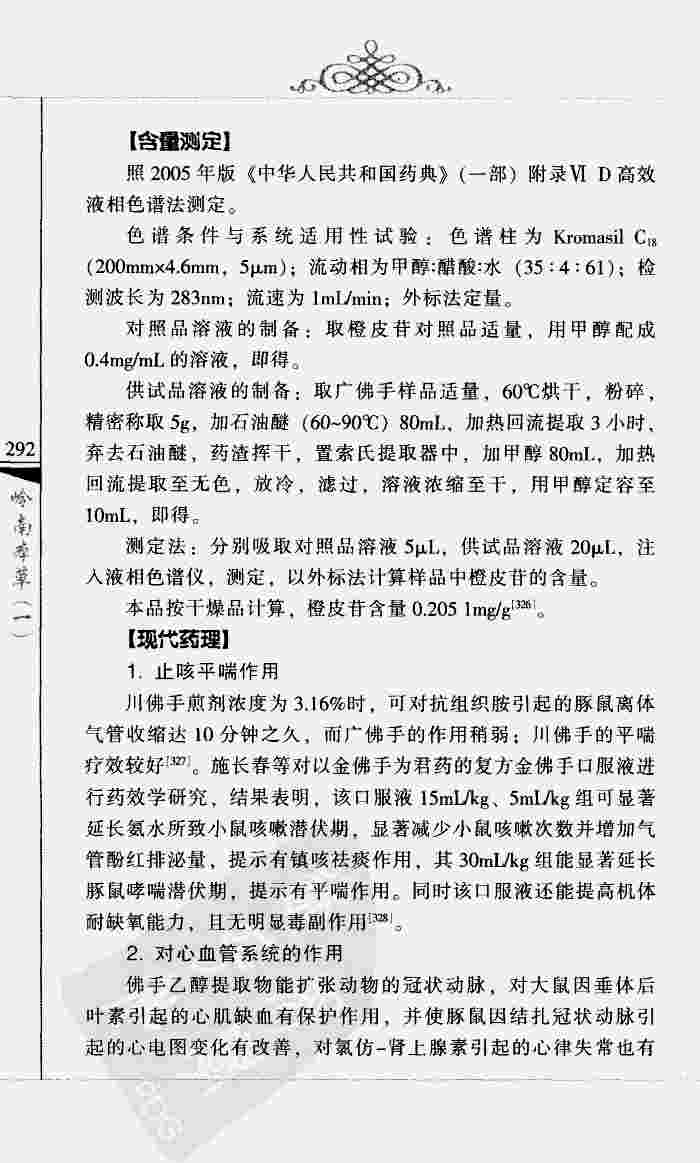 【含量测定】
照 2005 年版《中华人民共和国药典》(一部) 附录Ⅵ D 高效
液相色谱法测定。
色谱条件与系统适用性试验：色谱柱为 Kromasil C18
(200mm×4.6mm，5μm)；流动相为甲醇:醋酸:水 (35∶4∶61)；检
测波长为 283nm；流速为 1mL/min；外标法定量。
对照品溶液的制备：取橙皮苷对照品适量，用甲醇配成
0.4mg/mL 的溶液，即得。
供试品溶液的制备：取广佛手样品适量，60℃烘干，粉碎，
精密称取 5g，加石油醚 (60~90℃) 80mL，加热回流提取 3 小时，
弃去石油醚，药渣挥干，置索氏提取器中，加甲醇 80mL，加热
回流提取至无色，放冷，滤过，溶液浓缩至干，用甲醇定容至
10mL，即得。
测定法：分别吸取对照品溶液 5μL，供试品溶液 20μL，注
入液相色谱仪，测定，以外标法计算样品中橙皮苷的含量。
本品按干燥品计算，橙皮苷含量 0.205 1mg/g[326]。
【现代药理】
1. 止咳平喘作用
川佛手煎剂浓度为 3.16%时，可对抗组织胺引起的豚鼠离体
气管收缩达 10 分钟之久，而广佛手的作用稍弱；川佛手的平喘
疗效较好[327]。施长春等对以金佛手为君药的复方金佛手口服液进
行药效学研究，结果表明，该口服液 15mL/kg、5mL/kg 组可显著
延长氨水所致小鼠咳嗽潜伏期，显著减少小鼠咳嗽次数并增加气
管酚红排泌量，提示有镇咳祛痰作用，其 30mL/kg 组能显著延长
豚鼠哮喘潜伏期，提示有平喘作用。同时该口服液还能提高机体
耐缺氧能力，且无明显毒副作用[328]。
2. 对心血管系统的作用
佛手乙醇提取物能扩张动物的冠状动脉，对大鼠因垂体后
叶素引起的心肌缺血有保护作用，并使豚鼠因结扎冠状动脉引
起的心电图变化有改善，对氯仿-肾上腺素引起的心律失常也有
292
岭南本草(一)